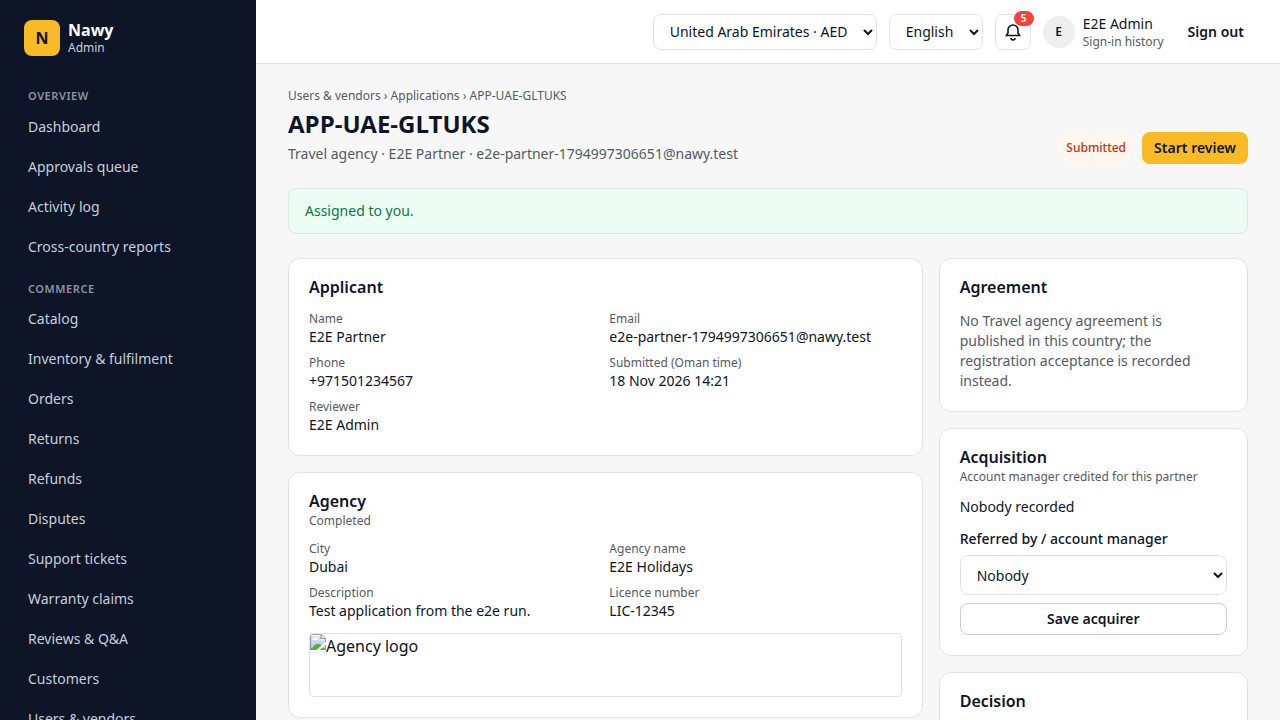 N
Nawy
Admin
OVERVIEW
Dashboard
Approvals queue
Activity log
Cross-country reports
COMMERCE
Catalog
Inventory & fulfilment
Orders
Returns
Refunds
Disputes
Support tickets
Warranty claims
Reviews & Q&A
Customers
Users & vendors
United Arab Emirates · AED
English
5
E
E2E Admin
Sign-in history
Sign out
Users & vendors › Applications › APP-UAE-GLTUKS
APP-UAE-GLTUKS
Travel agency · E2E Partner · e2e-partner-1794997306651@nawy.test
Submitted
Start review
Assigned to you.
Applicant
Name
E2E Partner
Email
e2e-partner-1794997306651@nawy.test
Phone
+971501234567
Submitted (Oman time)
18 Nov 2026 14:21
Reviewer
E2E Admin
Agency
Completed
City
Dubai
Agency name
E2E Holidays
Description
Test application from the e2e run.
Licence number
LIC-12345
Agency logo
Agreement
No Travel agency agreement is
published in this country; the
registration acceptance is recorded
instead.
Acquisition
Account manager credited for this partner
Nobody recorded
Referred by / account manager
Nobody
Save acquirer
Decision